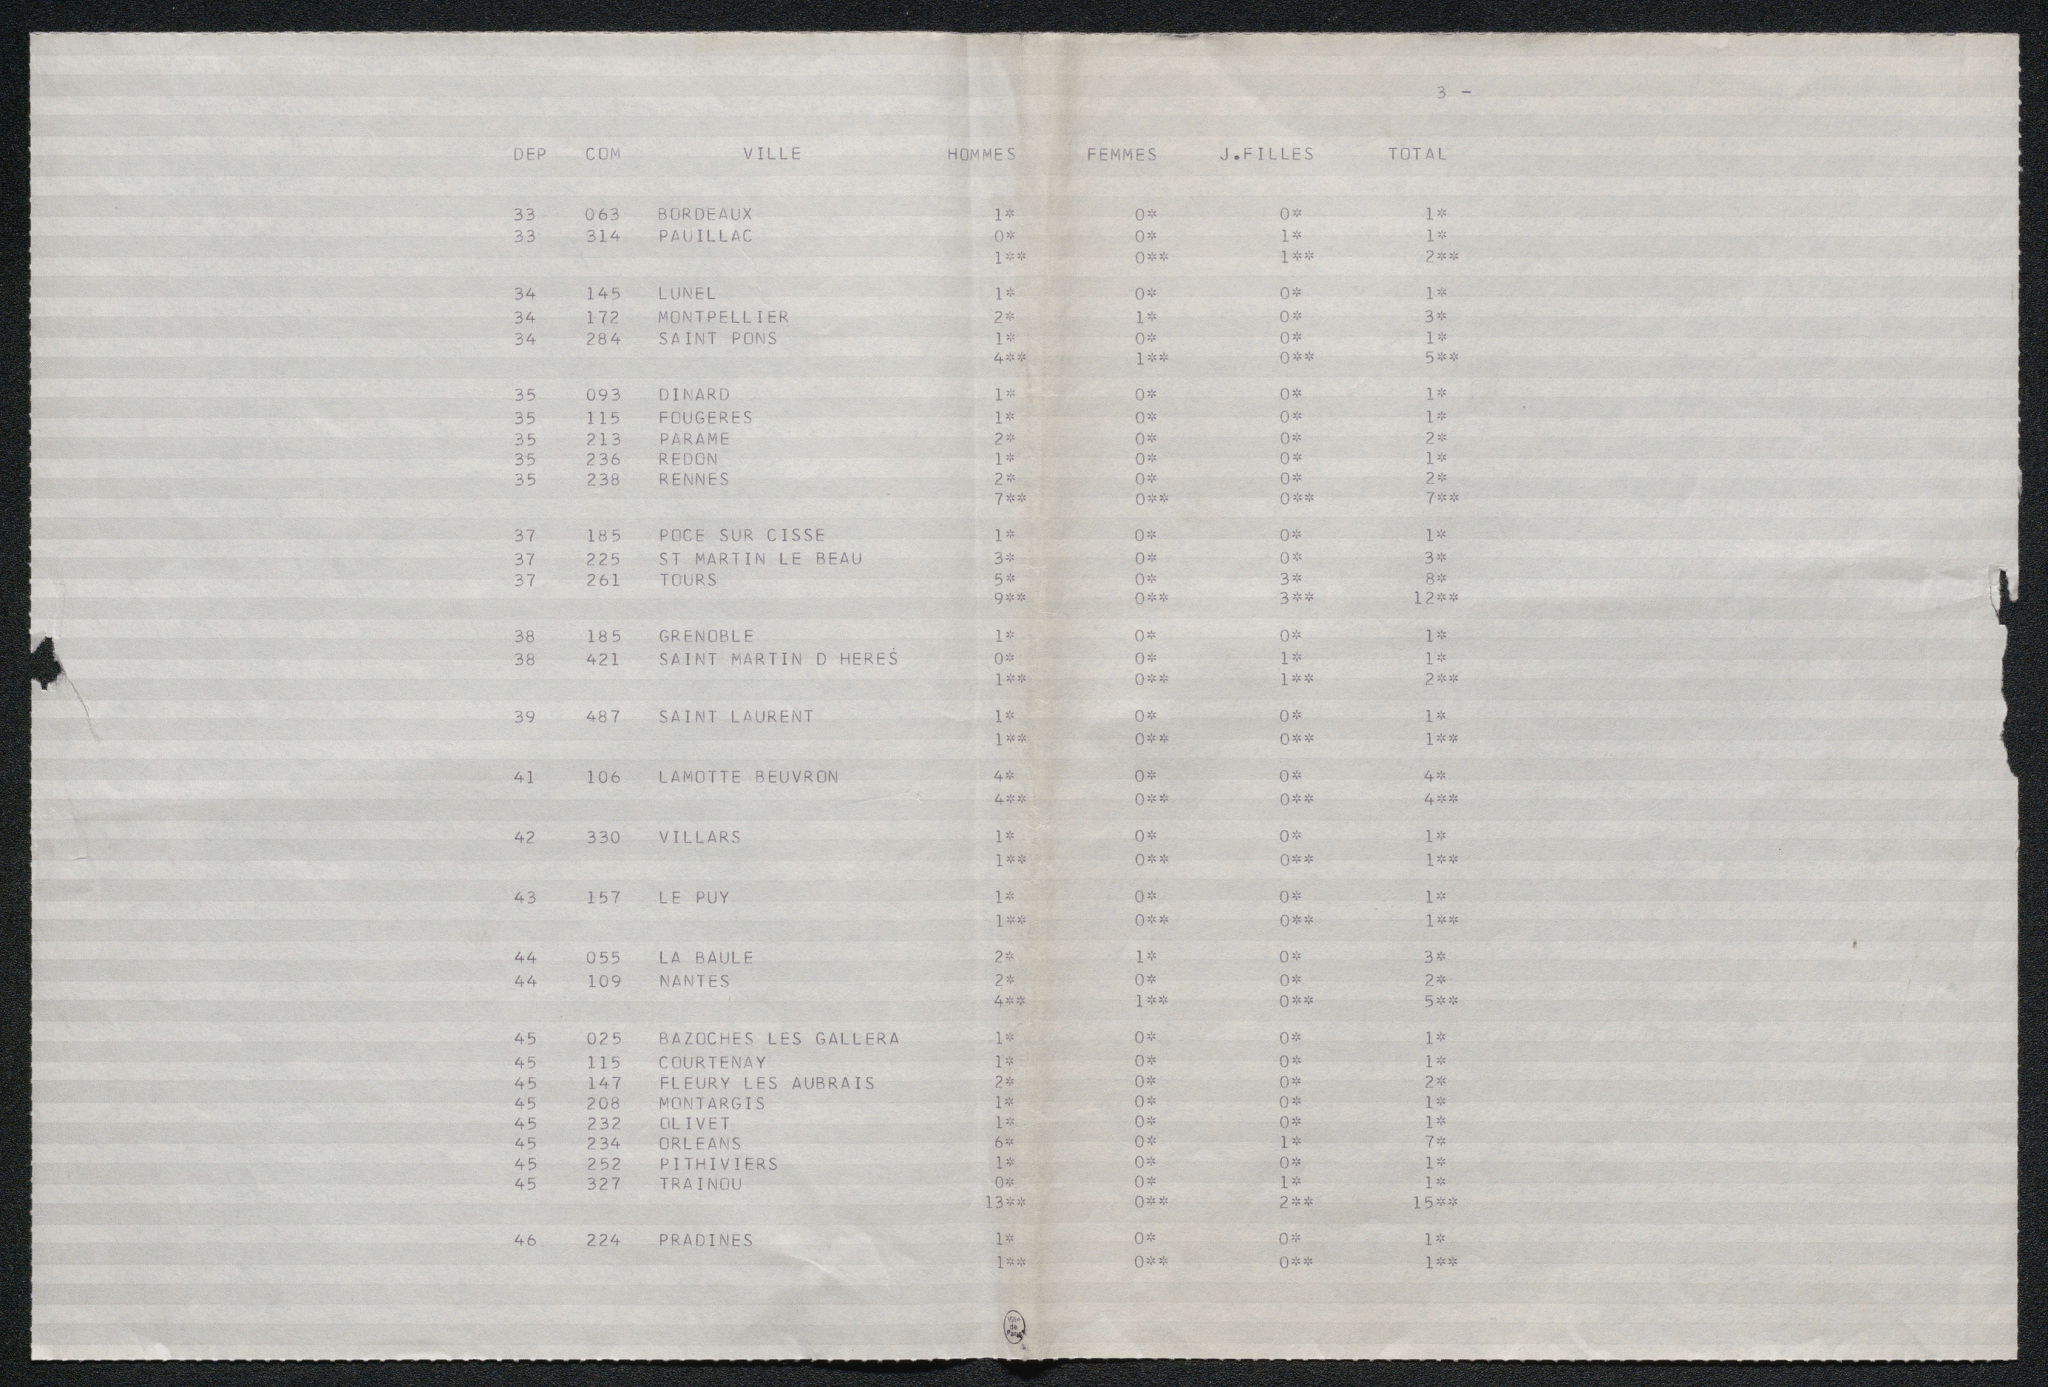 3 -
DEP COM VILLE HOMMES FEMMES J.FILLES TOTAL
33 063 BORDEAUX 1* 0* 0* 1*
33 314 PAUILLAC 0* 0* 1* 1*
1** 0** 1** 2**
34 145 LUNEL 1* 0* 0* 1*
34 172 MONTPELLIER 2* 1* 0* 3*
34 284 SAINT PONS 1* 0* 0* 1*
4** 1** 0** 5**
35 093 DINARD 1* 0* 0* 1*
35 115 FOUGERES 1* 0* 0* 1*
35 213 PARAME 2* 0* 0* 2*
35 236 REDON 1* 0* 0* 1*
35 238 RENNES 2* 0* 0* 2*
7** 0** 0** 7**
37 185 POCE SUR CISSE 1* 0* 0* 1*
37 225 ST MARTIN LE BEAU 3* 0* 0* 3*
37 261 TOURS 5* 0* 3* 8*
9** 0** 3** 12**
38 185 GRENOBLE 1* 0* 0* 1*
38 421 SAINT MARTIN D HERES 0* 0* 1* 1*
1** 0** 1** 2**
39 487 SAINT LAURENT 1* 0* 0* 1*
1** 0** 0** 1**
41 106 LAMOTTE BEUVRON 4* 0* 0* 4*
4** 0** 0** 4**
42 330 VILLARS 1* 0* 0* 1*
1** 0** 0** 1**
43 157 LE PUY 1* 0* 0* 1*
1** 0** 0** 1**
44 055 LA BAULE 2* 1* 0* 3*
44 109 NANTES 2* 0* 0* 2*
4** 1** 0** 5**
45 025 BAZOCHES LES GALLERA 1* 0* 0* 1*
45 115 COURTENAY 1* 0* 0* 1*
45 147 FLEURY LES AUBRAIS 2* 0* 0* 2*
45 208 MONTARGIS 1* 0* 0* 1*
45 232 OLIVET 1* 0* 0* 1*
45 234 ORLEANS 6* 0* 1* 7*
45 252 PITHIVIERS 1* 0* 0* 1*
45 327 TRAINOU 0* 0* 1* 1*
13** 0** 2** 15**
46 224 PRADINES 1* 0* 0* 1*
1** 0** 0** 1**
Ville
de
Paris